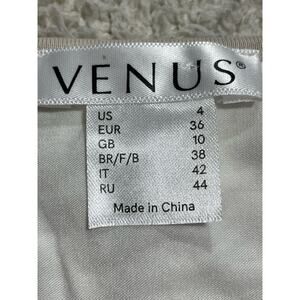 VENUS®
US 4
EUR 36
GB 10
BR/F/B 38
IT 42
RU 44
Made in China